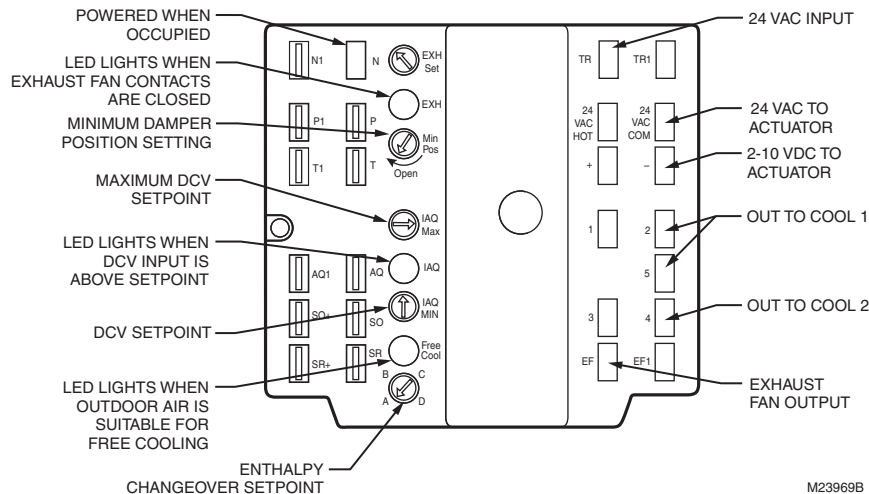 POWERED WHEN
OCCUPIED
LED LIGHTS WHEN
EXHAUST FAN CONTACTS
ARE CLOSED
MINIMUM DAMPER
POSITION SETTING
MAXIMUM DCV
SETPOINT
LED LIGHTS WHEN
DCV INPUT IS
ABOVE SETPOINT
DCV SETPOINT
LED LIGHTS WHEN
OUTDOOR AIR IS
SUITABLE FOR
FREE COOLING
ENTHALPY
CHANGEOVER SETPOINT
N1
N
EXH
Set
EXH
P1
P
Min
Pos
T1
T
Open
IAQ
Max
AQ1
AQ
IAQ
SO+
SO
IAQ
MIN
SR+
SR
Free
Cool
B
C
A
D
TR
TR1
24
VAC
HOT
24
VAC
COM
+
–
1
2
5
3
4
EF
EF1
24 VAC INPUT
24 VAC TO
ACTUATOR
2-10 VDC TO
ACTUATOR
OUT TO COOL 1
OUT TO COOL 2
EXHAUST
FAN OUTPUT
M23969B